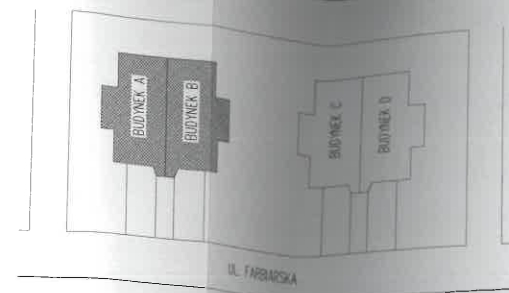 BUDYNEK A
BUDYNEK B
BUDYNEK C
BUDYNEK D
UL. FARBIARSKA